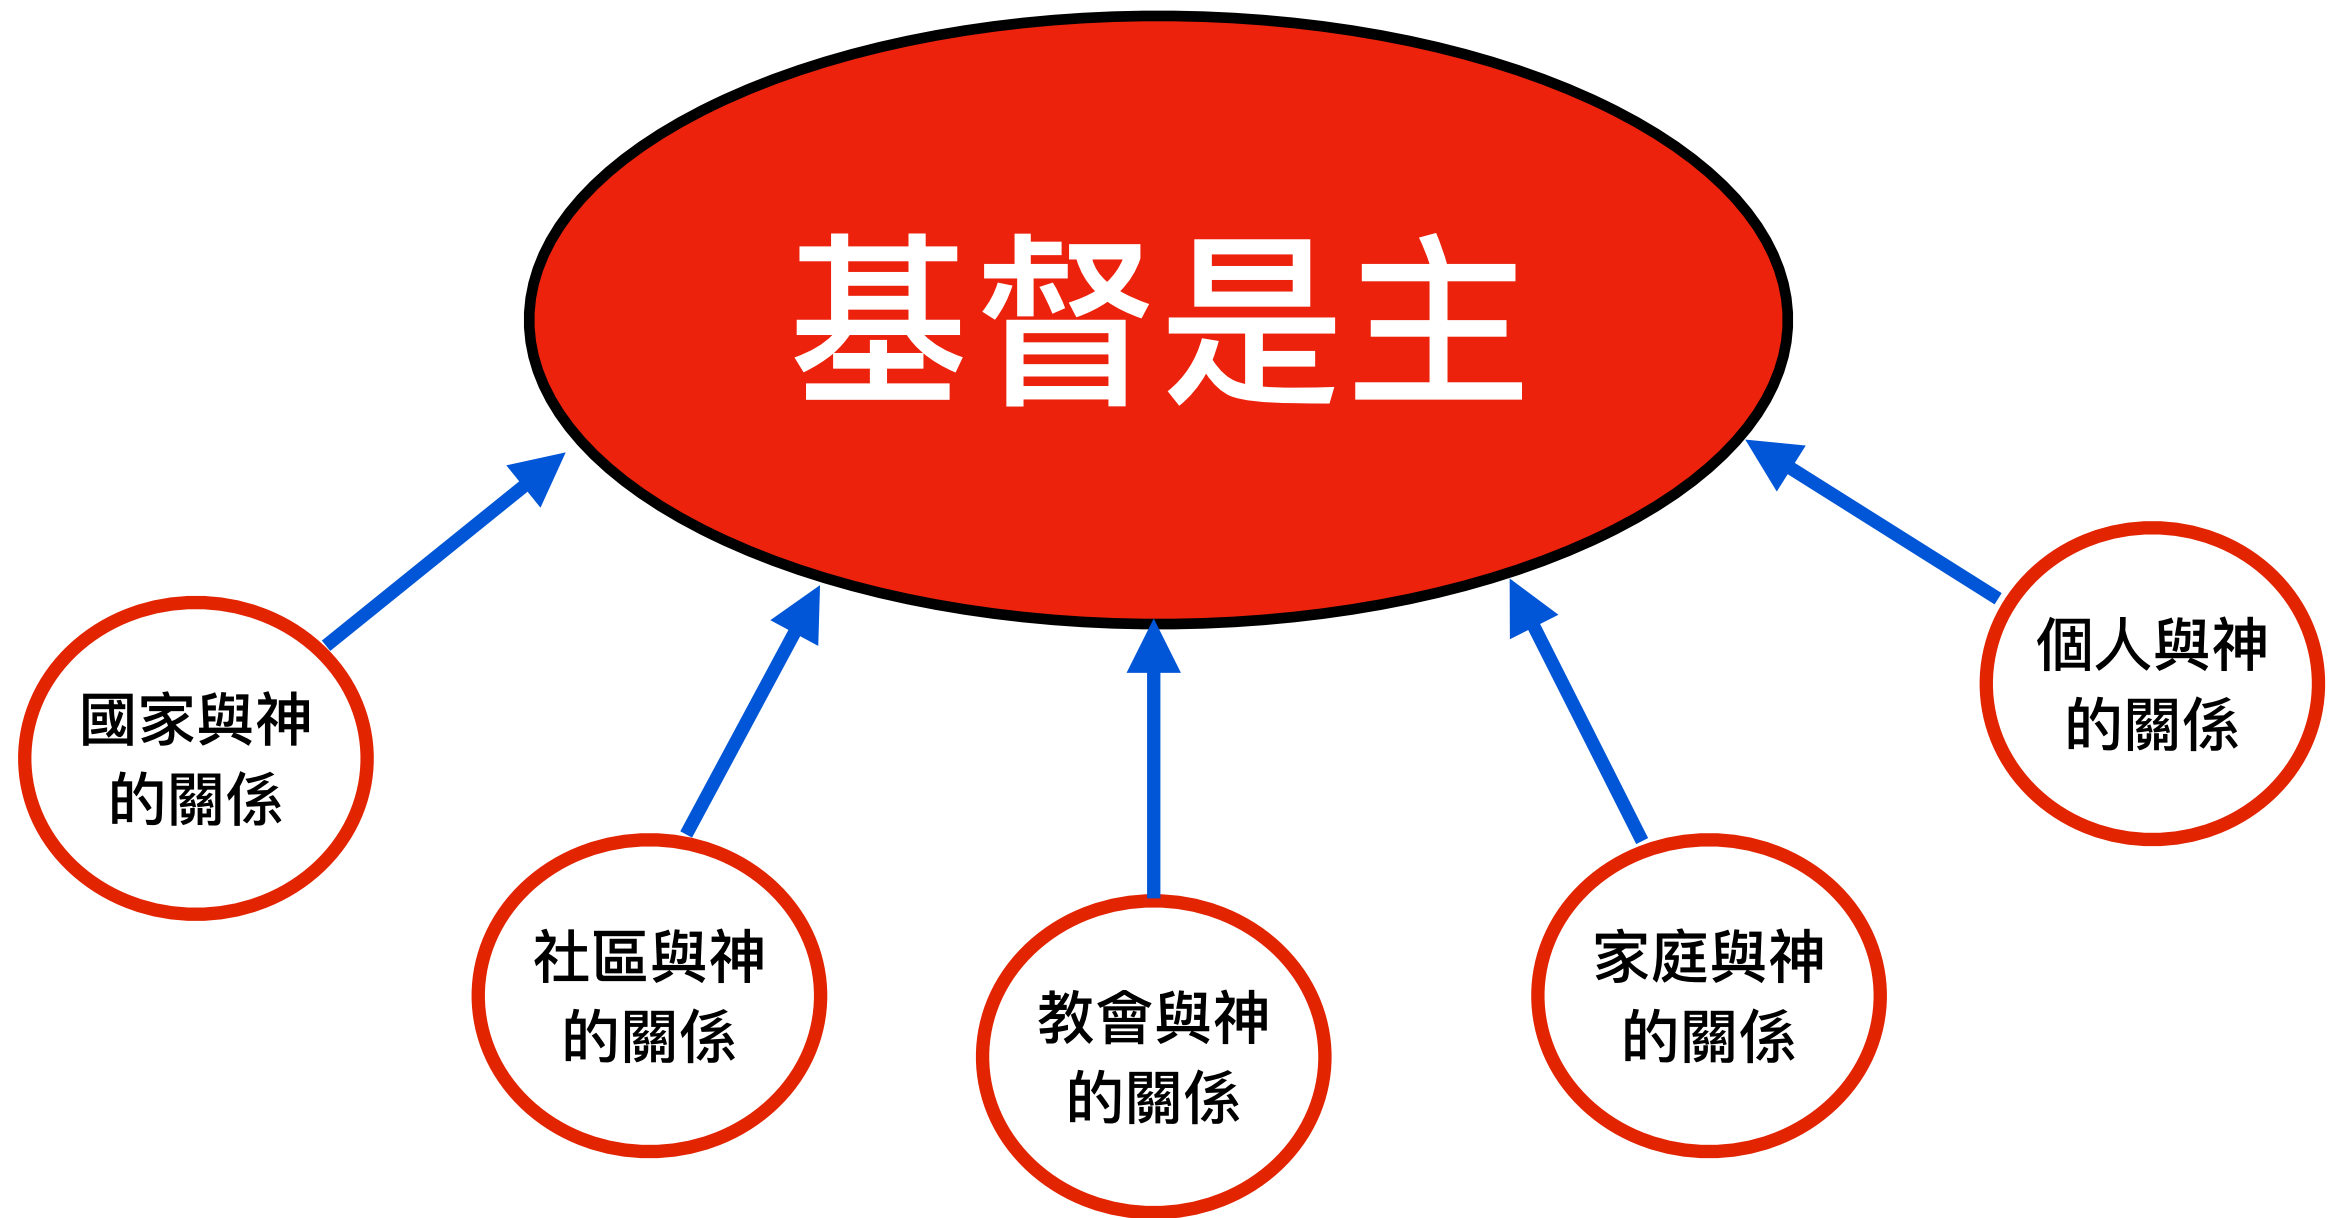 基督是主
國家與神
的關係
社區與神
的關係
教會與神
的關係
家庭與神
的關係
個人與神
的關係